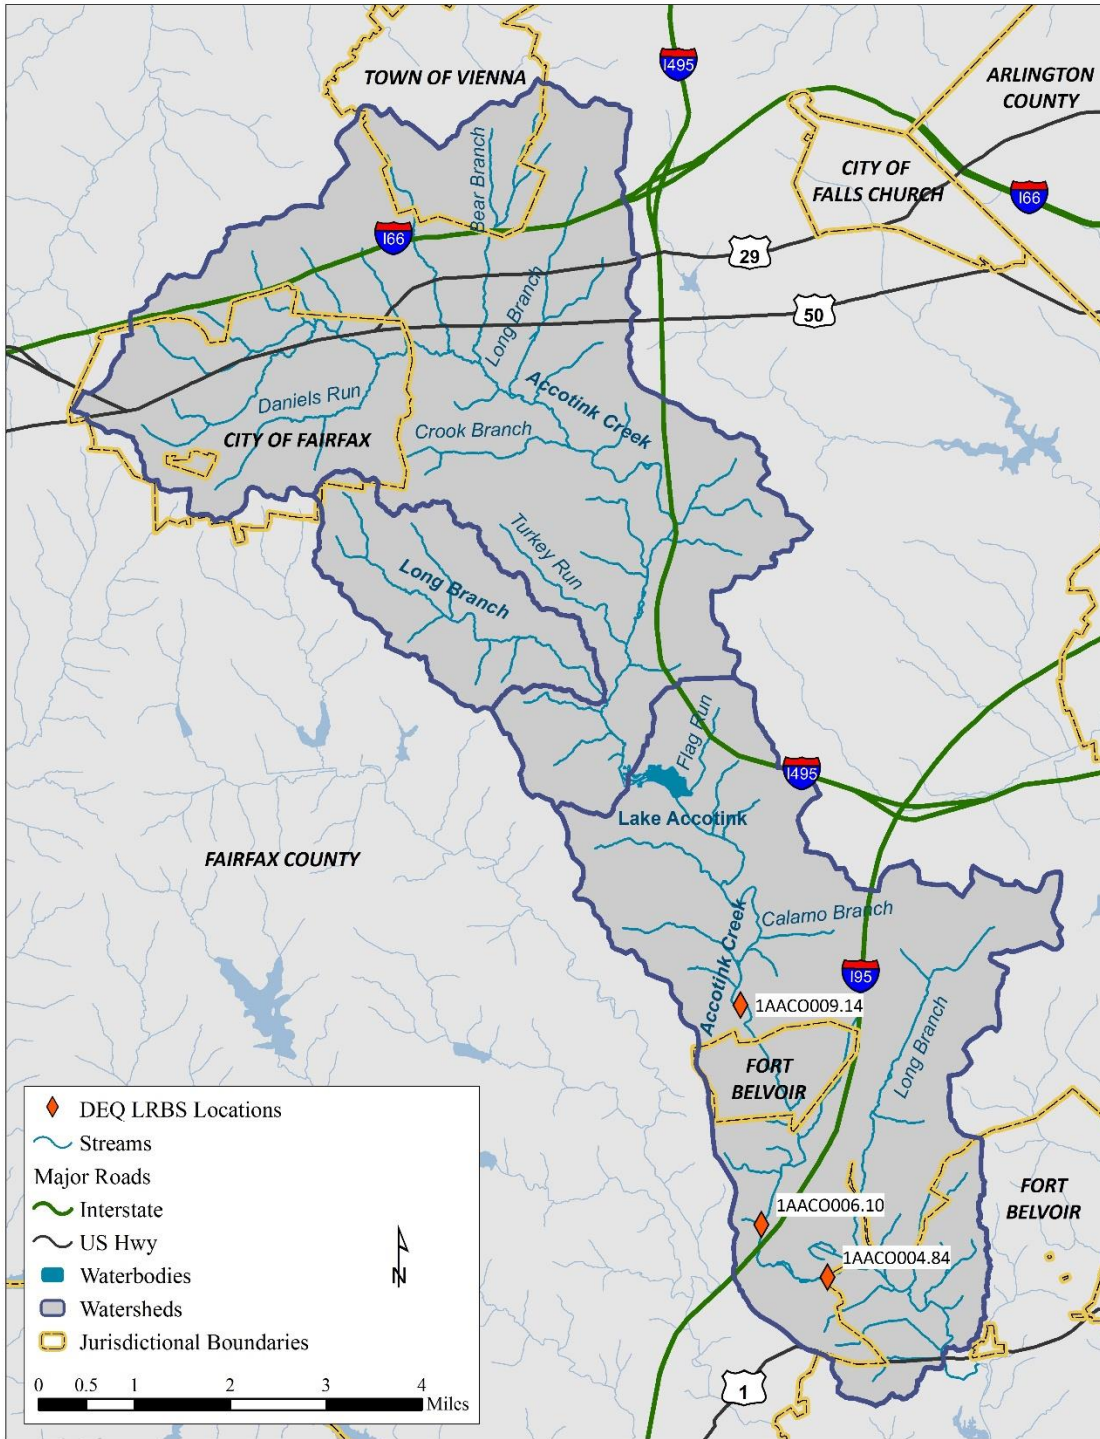 TOWN OF VIENNA
I495
ARLINGTON
COUNTY
Bear Branch
CITY OF
FALLS CHURCH
I66
I66
29
50
Long Branch
Accotink Creek
Daniels Run
CITY OF FAIRFAX
Crook Branch
Turkey Run
Long Branch
Flag Run
I495
Lake Accotink
FAIRFAX COUNTY
Calamo Branch
Accotink Creek
I95
1AACO009.14
Long Branch
FORT
BELVOIR
FORT
BELVOIR
1AACO006.10
1AACO004.84
1
DEQ LRBS Locations
Streams
Major Roads
Interstate
US Hwy
Waterbodies
Watersheds
Jurisdictional Boundaries
N
0 0.5 1 2 3 4
Miles